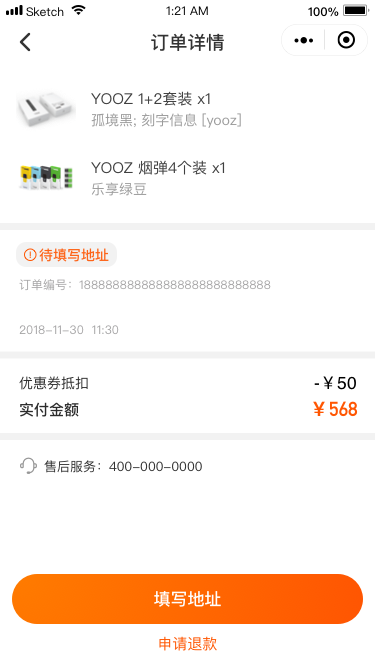 Sketch 1:21 AM 100%
订单详情
YOOZ 1+2套装 x1
孤境黑; 刻字信息 [yooz]
YOOZ 烟弹4个装 x1
乐享绿豆
待填写地址
订单编号：188888888888888888888888888
2018-11-30 11:30
优惠券抵扣 -￥50
实付金额 ￥568
售后服务：400-000-0000
填写地址
申请退款